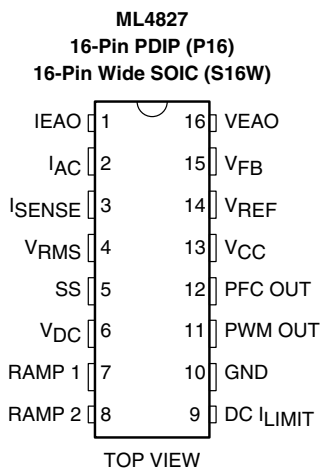 ML4827
16-Pin PDIP (P16)
16-Pin Wide SOIC (S16W)
IEAO 1 16 VEAO
IAC 2 15 VFB
ISENSE 3 14 VREF
VRMS 4 13 VCC
SS 5 12 PFC OUT
VDC 6 11 PWM OUT
RAMP 1 7 10 GND
RAMP 2 8 9 DC ILIMIT
TOP VIEW